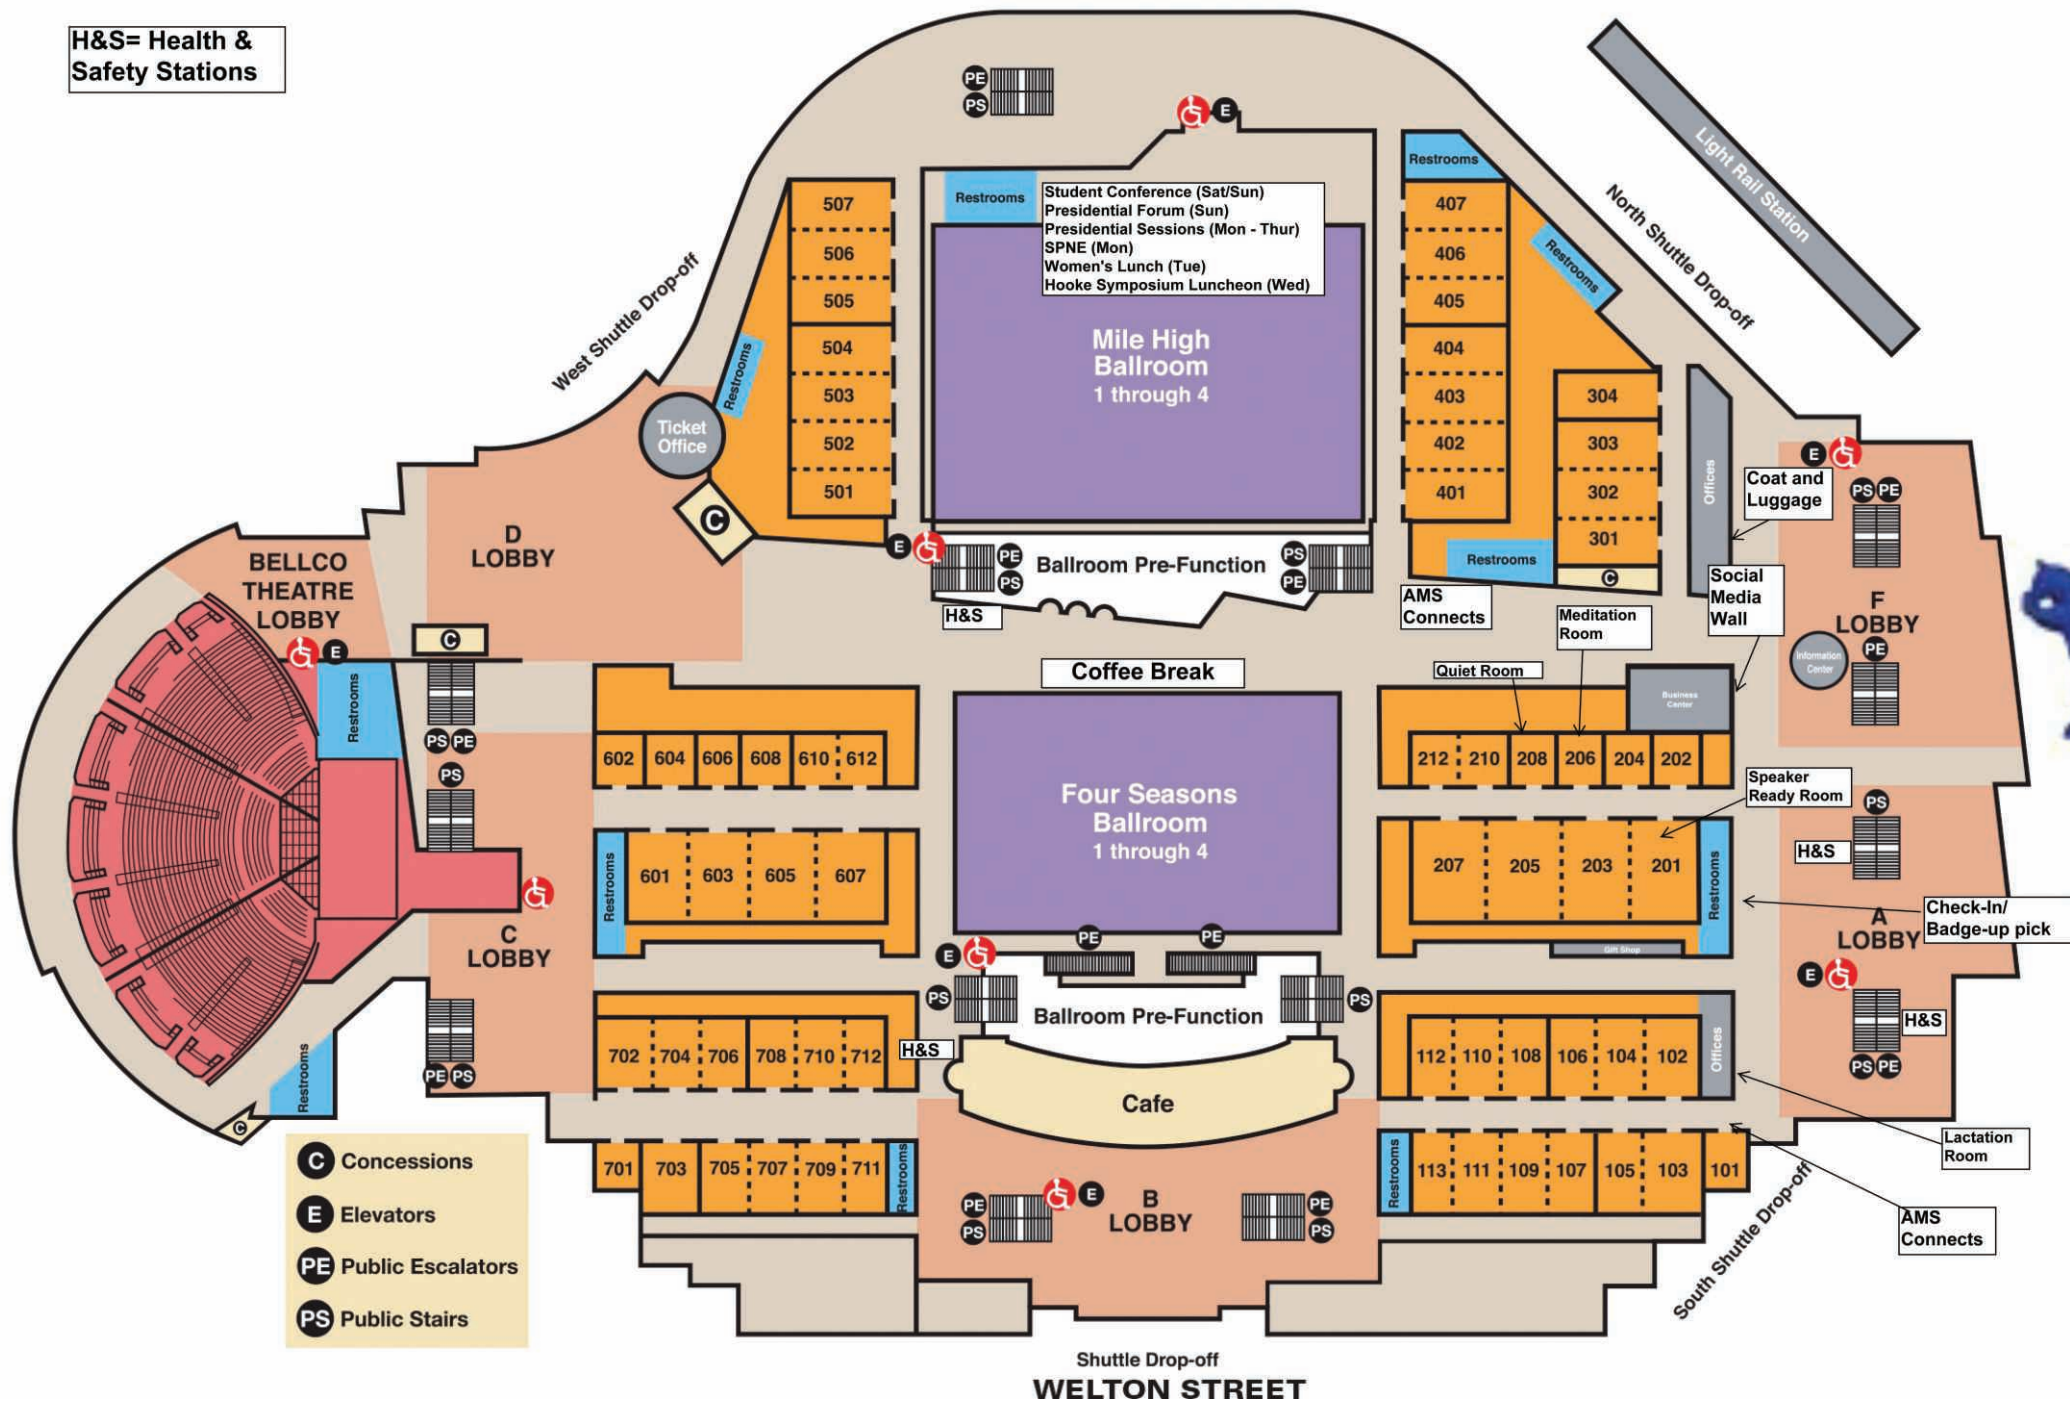 H&S= Health &
Safety Stations
PE
PS
E
Light Rail Station
North Shuttle Drop-off
West Shuttle Drop-off
Restrooms
Student Conference (Sat/Sun)
Presidential Forum (Sun)
Presidential Sessions (Mon - Thur)
SPNE (Mon)
Women's Lunch (Tue)
Hooke Symposium Luncheon (Wed)
Restrooms
507
506
505
504
503
502
501
Restrooms
Mile High
Ballroom
1 through 4
407
406
405
404
403
402
401
Restrooms
304
303
302
301
C
Restrooms
Offices
Coat and
Luggage
E
PS PE
Ticket
Office
C
D
LOBBY
BELLCO
THEATRE
LOBBY
E
C
E
PE
PS
Ballroom Pre-Function
PS
PE
H&S
AMS
Connects
Meditation
Room
Social
Media
Wall
F
LOBBY
PE
Information
Center
Coffee Break
Quiet Room
Business
Center
Restrooms
PS PE
PS
602 604 606 608 610 612
Four Seasons
Ballroom
1 through 4
212 210 208 206 204 202
Speaker
Ready Room
PS
H&S
Restrooms
601 603 605 607
207 205 203 201
Restrooms
Check-In/
Badge-up pick
A
LOBBY
Gift Shop
C
LOBBY
PE
PE
E
PS
PS
E
Ballroom Pre-Function
702 704 706 708 710 712
H&S
112 110 108 106 104 102
Offices
H&S
PE PS
PS PE
Cafe
Restrooms
C
701 703 705 707 709 711
Restrooms
Restrooms
113 111 109 107 105 103 101
Lactation
Room
AMS
Connects
South Shuttle Drop-off
PE
PS
E
B
LOBBY
PE
PS
C Concessions
E Elevators
PE Public Escalators
PS Public Stairs
Shuttle Drop-off
WELTON STREET